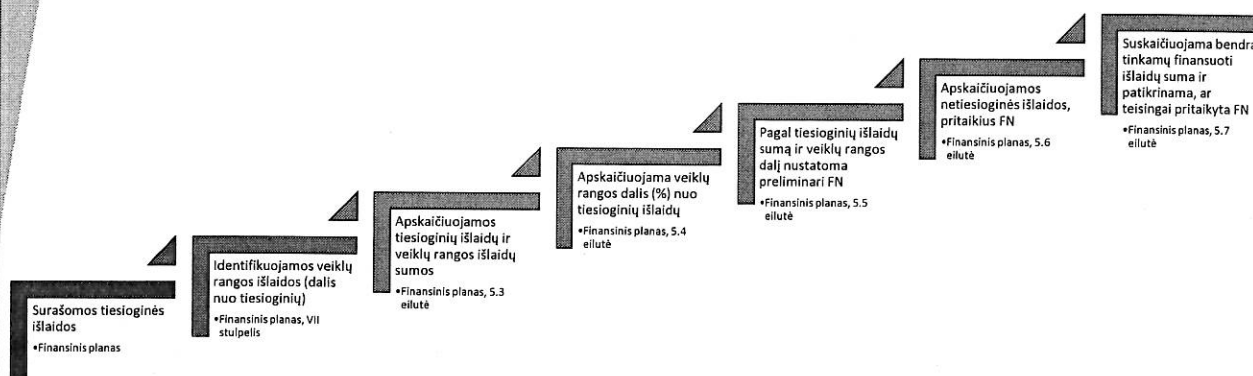 Surašomos tiesioginės
išlaidos
•Finansinis planas
Identifikuojamos veiklų
rangos išlaidos (dalis
nuo tiesioginių)
•Finansinis planas, VII
stulpelis
Apskaičiuojamos
tiesioginių išlaidų ir
veiklų rangos išlaidų
sumos
•Finansinis planas, 5.3
eilutė
Apskaičiuojama veiklų
rangos dalis (%) nuo
tiesioginių išlaidų
•Finansinis planas, 5.4
eilutė
Pagal tiesioginių išlaidų
sumą ir veiklų rangos
dalį nustatoma
preliminari FN
•Finansinis planas, 5.5
eilutė
Apskaičiuojamos
netiesioginės išlaidos,
pritaikius FN
•Finansinis planas, 5.6
eilutė
Suskaičiuojama bendra
tinkamų finansuoti
išlaidų suma ir
patikrinama, ar
teisingai pritaikyta FN
•Finansinis planas, 5.7
eilutė